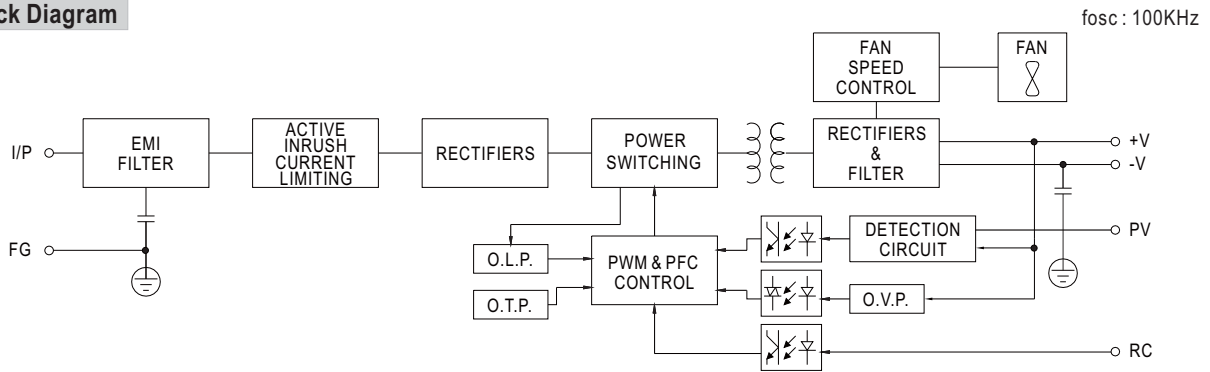 ck Diagram
fosc : 100KHz
FAN
SPEED
CONTROL
FAN
I/P
EMI
FILTER
ACTIVE
INRUSH
CURRENT
LIMITING
RECTIFIERS
POWER
SWITCHING
RECTIFIERS
&
FILTER
+V
-V
FG
O.L.P.
O.T.P.
PWM & PFC
CONTROL
DETECTION
CIRCUIT
PV
O.V.P.
RC